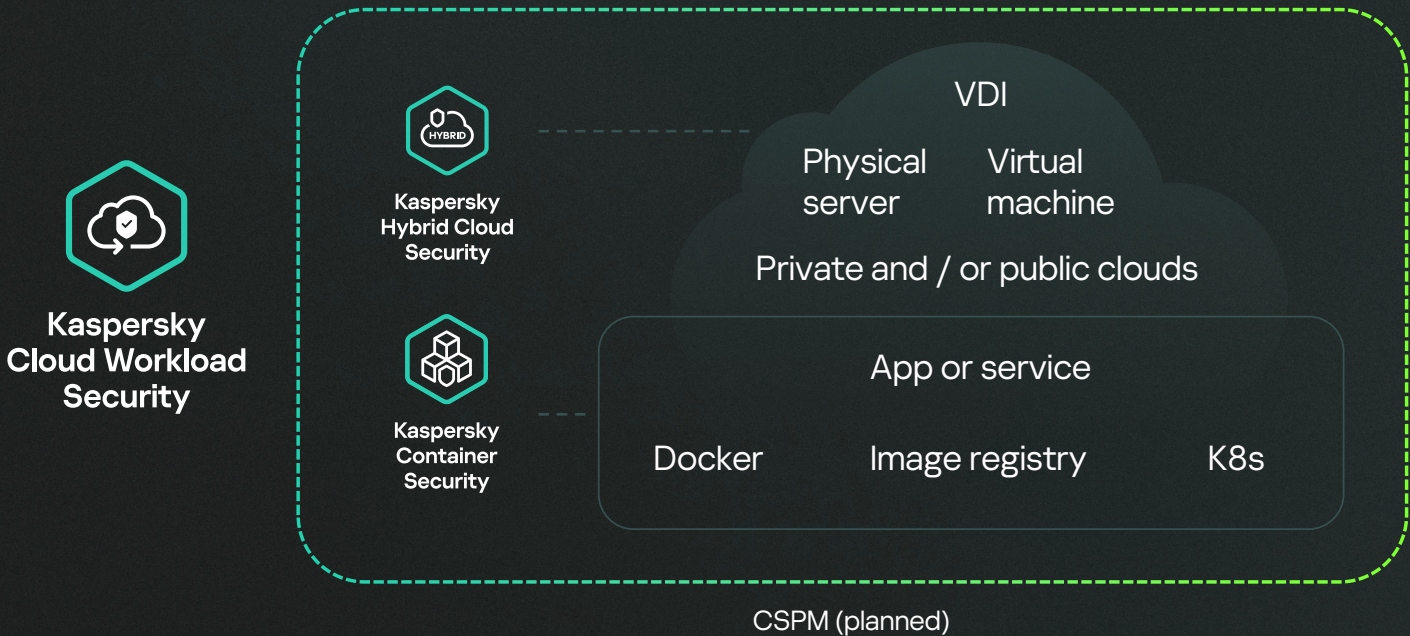 Kaspersky
Cloud Workload
Security
HYBRID
Kaspersky
Hybrid Cloud
Security
Kaspersky
Container
Security
VDI
Physical
server
Virtual
machine
Private and / or public clouds
App or service
Docker
Image registry
K8s
CSPM (planned)